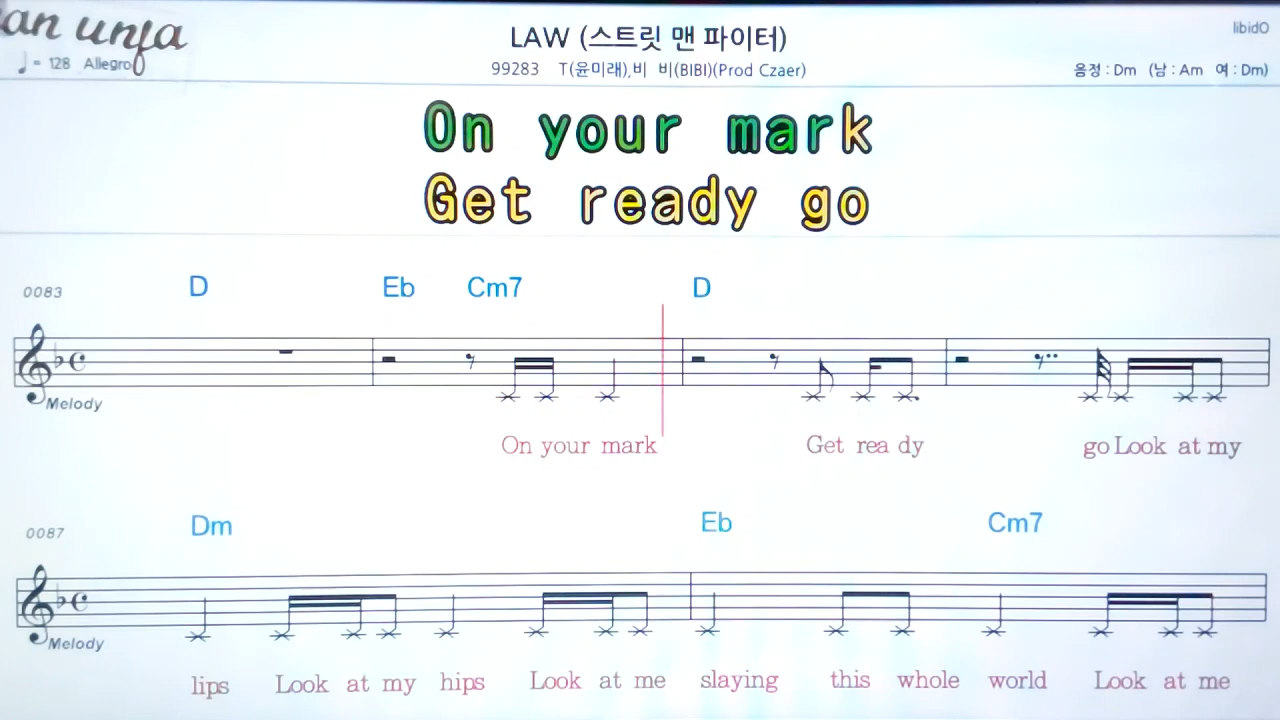 an unfa
LAW (스트릿 맨 파이터)
libidO
♩= 128 Allegro
99283 T(윤미래),비 비(BIBI)(Prod Czaer)
음정 : Dm (남 : Am 여 : Dm)
On your mark
Get ready go
0083 D Eb Cm7 D
Melody
On your mark Get rea dy go Look at my
0087 Dm Eb Cm7
Melody
lips Look at my hips Look at me slaying this whole world Look at me